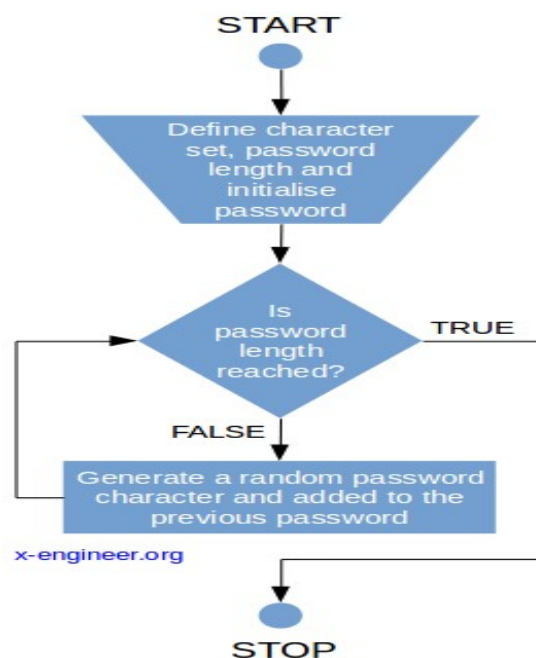 START
Define character
set, password
length and
initialise
password
Is
password
length
reached?
TRUE
FALSE
Generate a random password
character and added to the
previous password
x-engineer.org
STOP